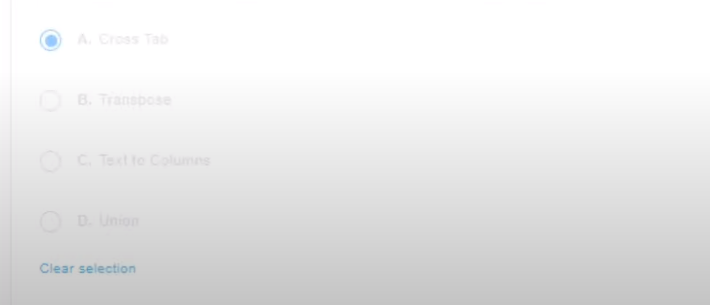 A. Cross Tab
B. Transpose
C. Text to Columns
D. Union
Clear selection